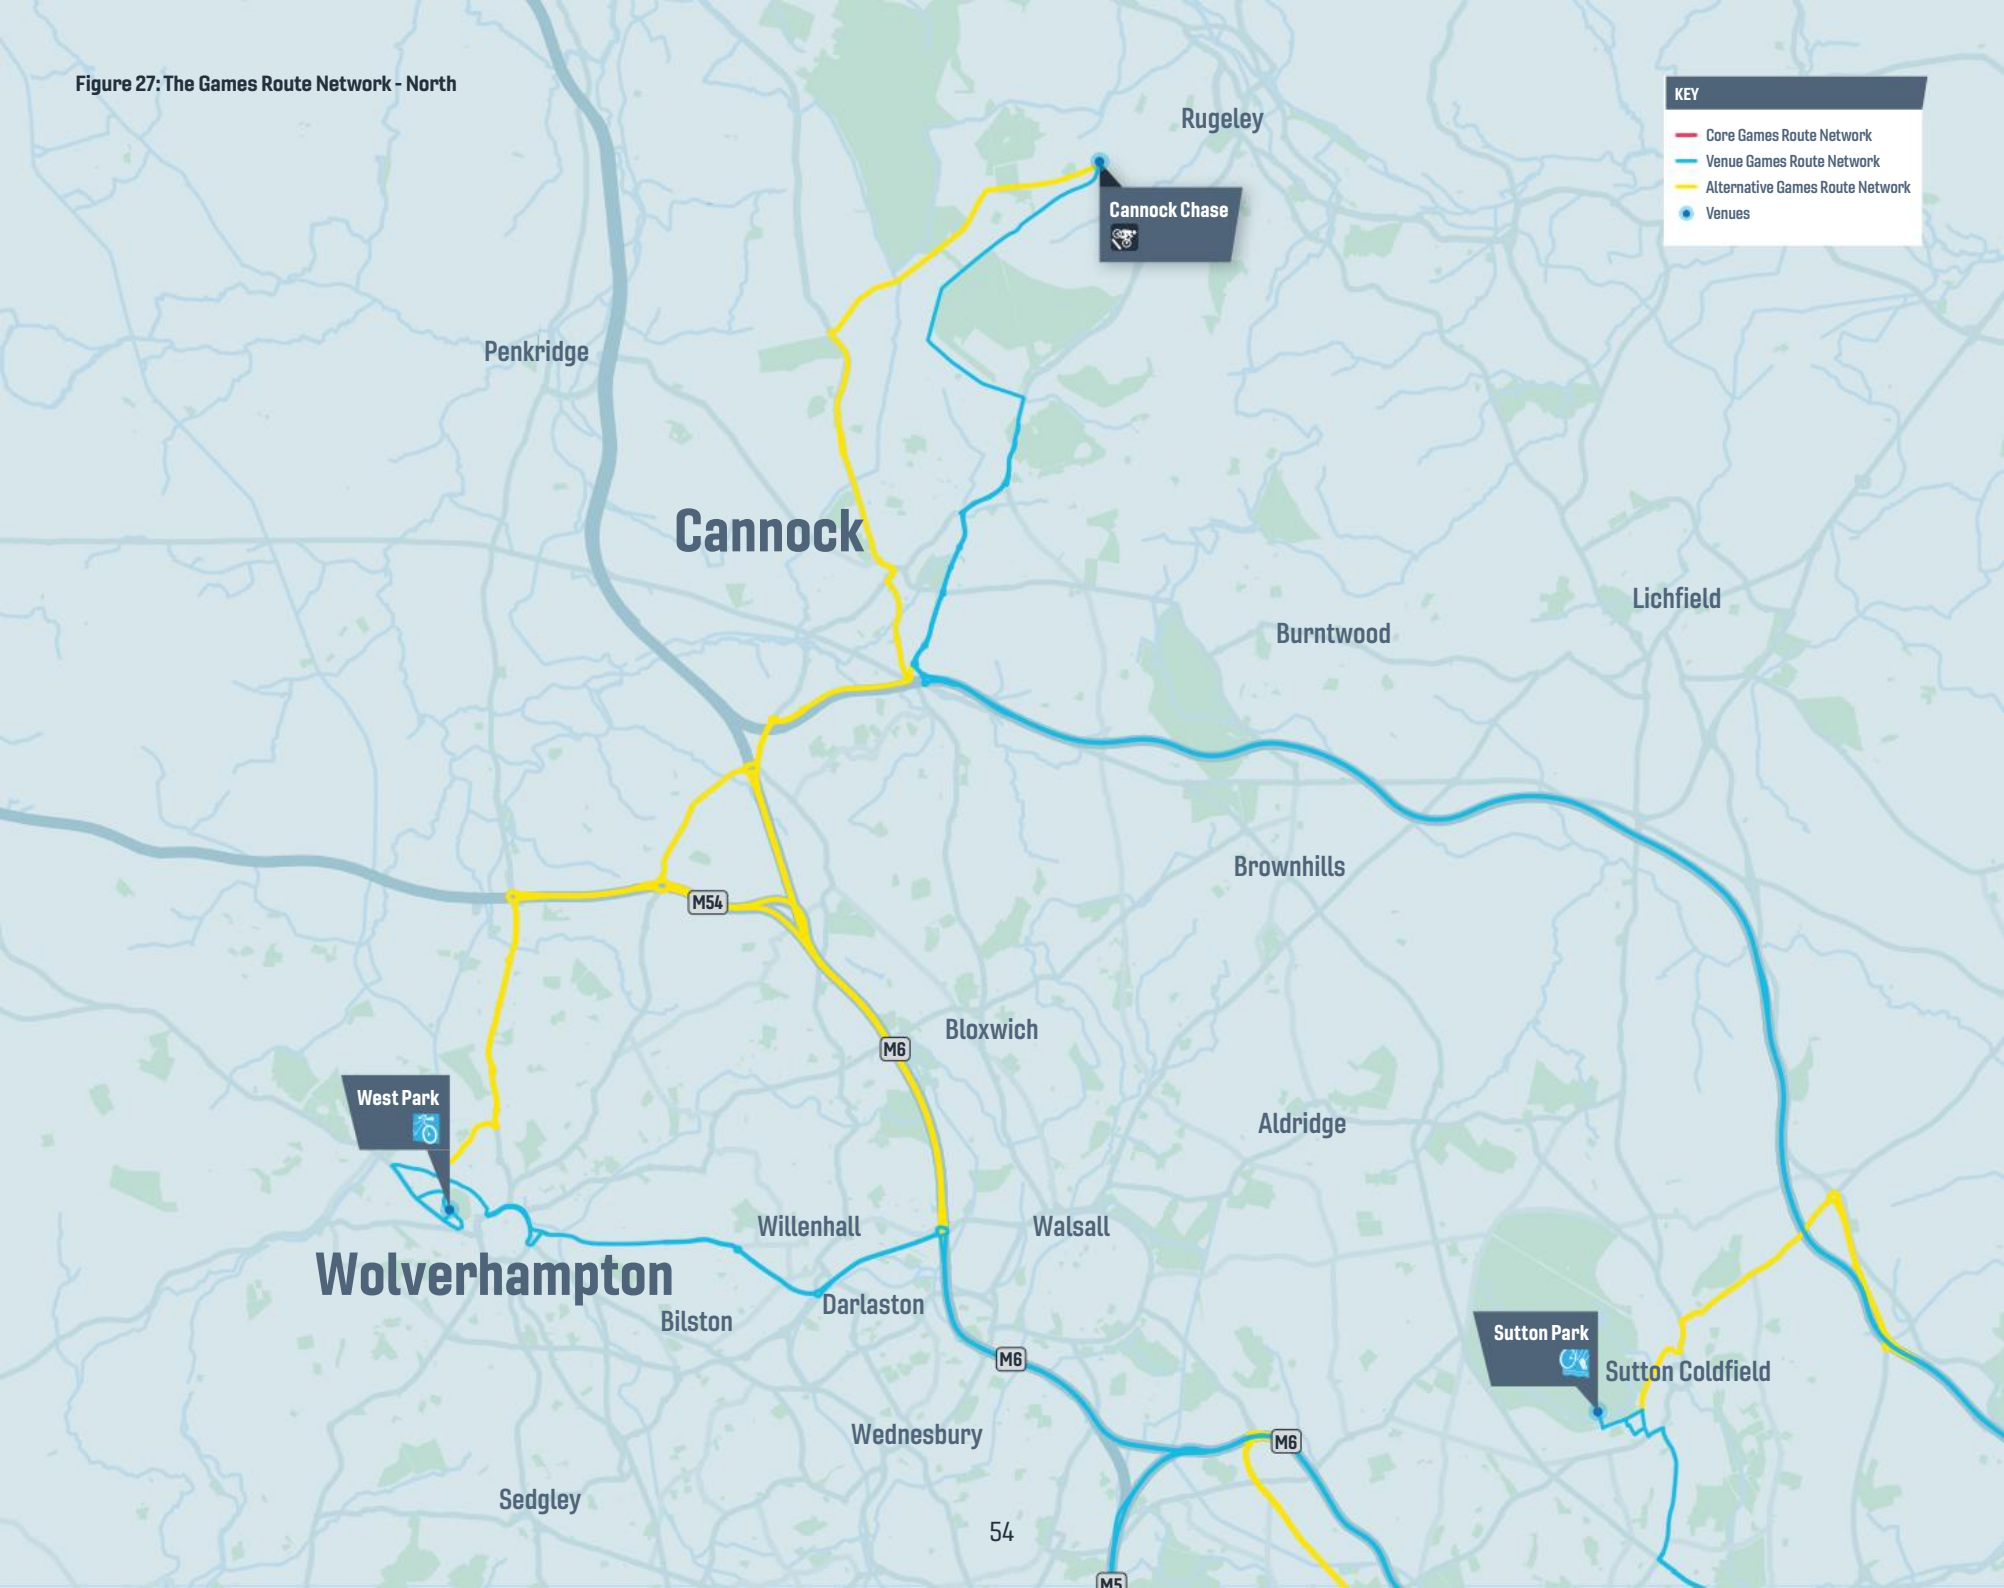 Figure 27: The Games Route Network - North
KEY
Core Games Route Network
Venue Games Route Network
Alternative Games Route Network
Venues
Rugeley
Cannock Chase
Penkridge
Cannock
Lichfield
Burntwood
Brownhills
M54
Bloxwich
M6
West Park
Aldridge
Willenhall
Walsall
Wolverhampton
Darlaston
Bilston
Sutton Park
M6
Sutton Coldfield
Wednesbury
M6
Sedgley
54
M5